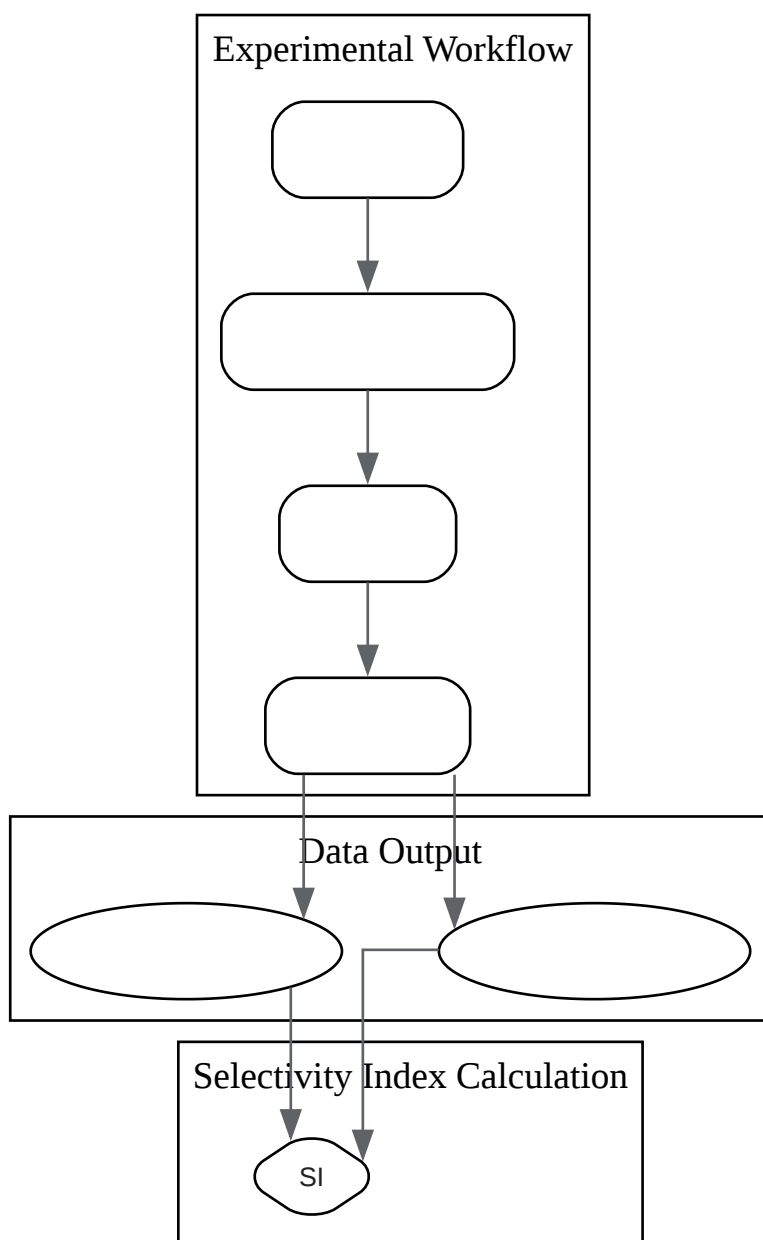 Experimental Workflow
Data Output
Selectivity Index Calculation
SI